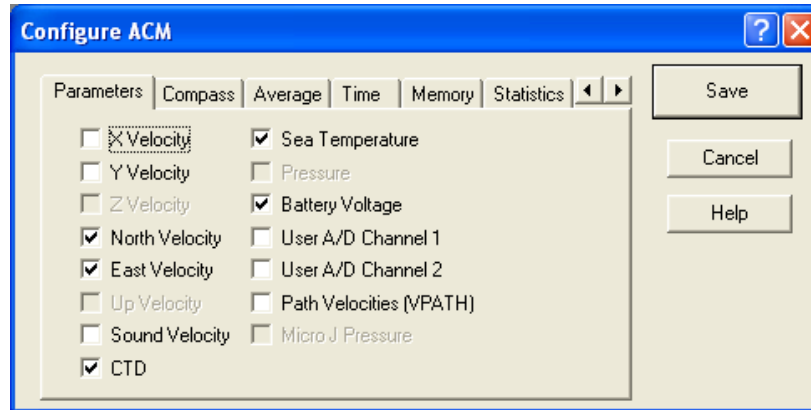 Configure ACM
Parameters Compass Average Time Memory Statistics
Save
Cancel
Help
X Velocity
Y Velocity
Z Velocity
North Velocity
East Velocity
Up Velocity
Sound Velocity
CTD
Sea Temperature
Pressure
Battery Voltage
User A/D Channel 1
User A/D Channel 2
Path Velocities (VPATH)
Micro J Pressure